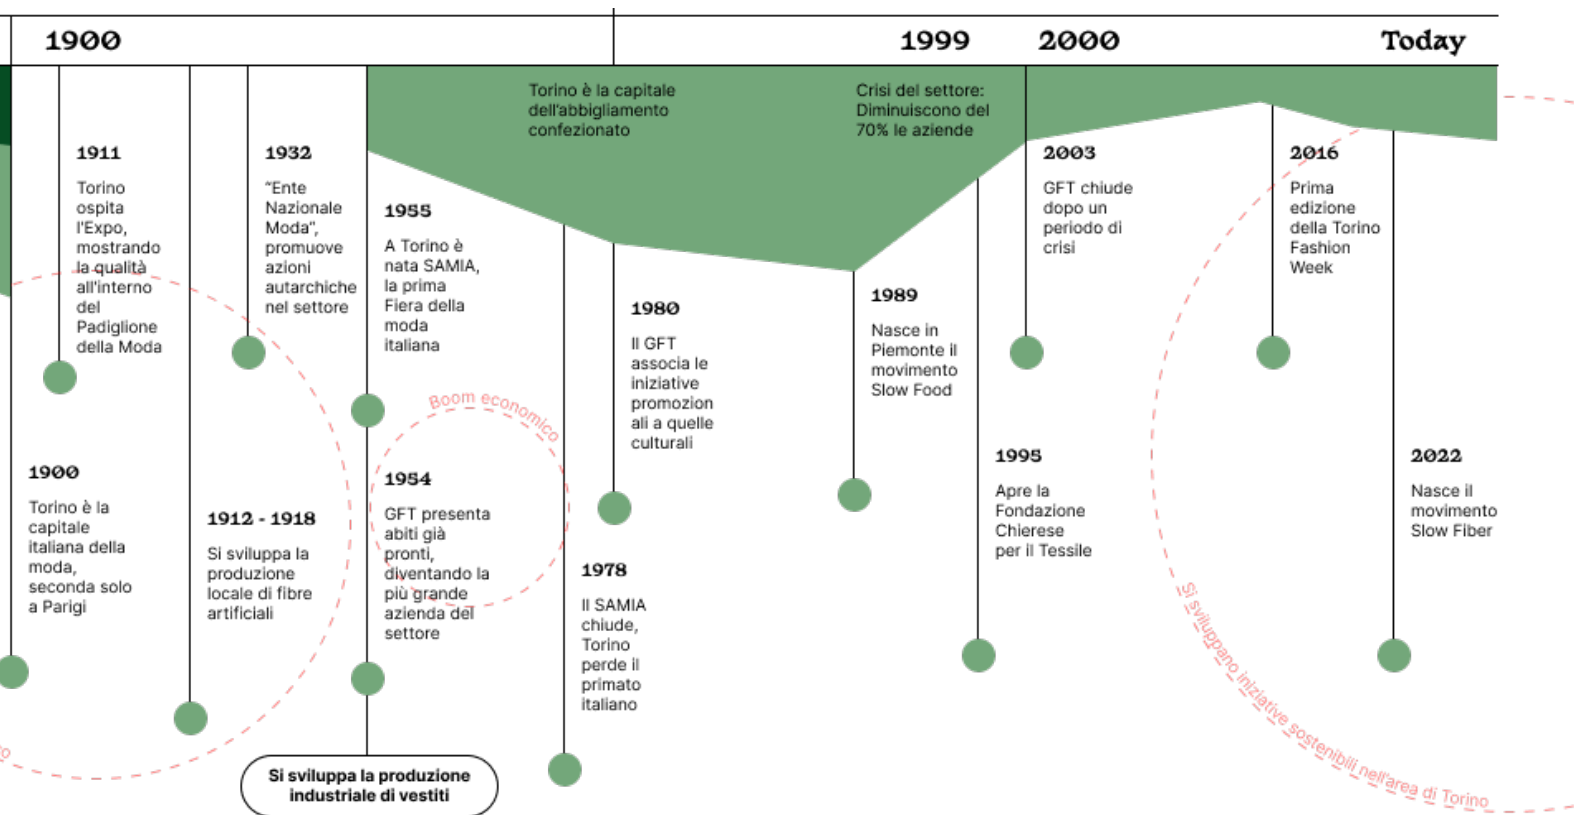 1900
1999
2000
Today
Torino è la capitale
dell'abbigliamento
confezionato
Crisi del settore:
Diminuiscono del
70% le aziende
1911
Torino
ospita
l'Expo,
mostrando
la qualità
all'interno
del
Padiglione
della Moda
1932
“Ente
Nazionale
Moda”,
promuove
azioni
autarchiche
nel settore
1955
A Torino è
nata SAMIA,
la prima
Fiera della
moda
italiana
1980
Il GFT
associa le
iniziative
promozion
ali a quelle
culturali
1989
Nasce in
Piemonte il
movimento
Slow Food
2003
GFT chiude
dopo un
periodo di
crisi
2016
Prima
edizione
della Torino
Fashion
Week
Boom economico
1900
Torino è la
capitale
italiana della
moda,
seconda solo
a Parigi
1912 - 1918
Si sviluppa la
produzione
locale di fibre
artificiali
1954
GFT presenta
abiti già
pronti,
diventando la
più grande
azienda del
settore
1978
Il SAMIA
chiude,
Torino
perde il
primato
italiano
1995
Apre la
Fondazione
Chierese
per il Tessile
2022
Nasce il
movimento
Slow Fiber
Si sviluppano iniziative sostenibili nell'area di Torino
Si sviluppa la produzione
industriale di vestiti